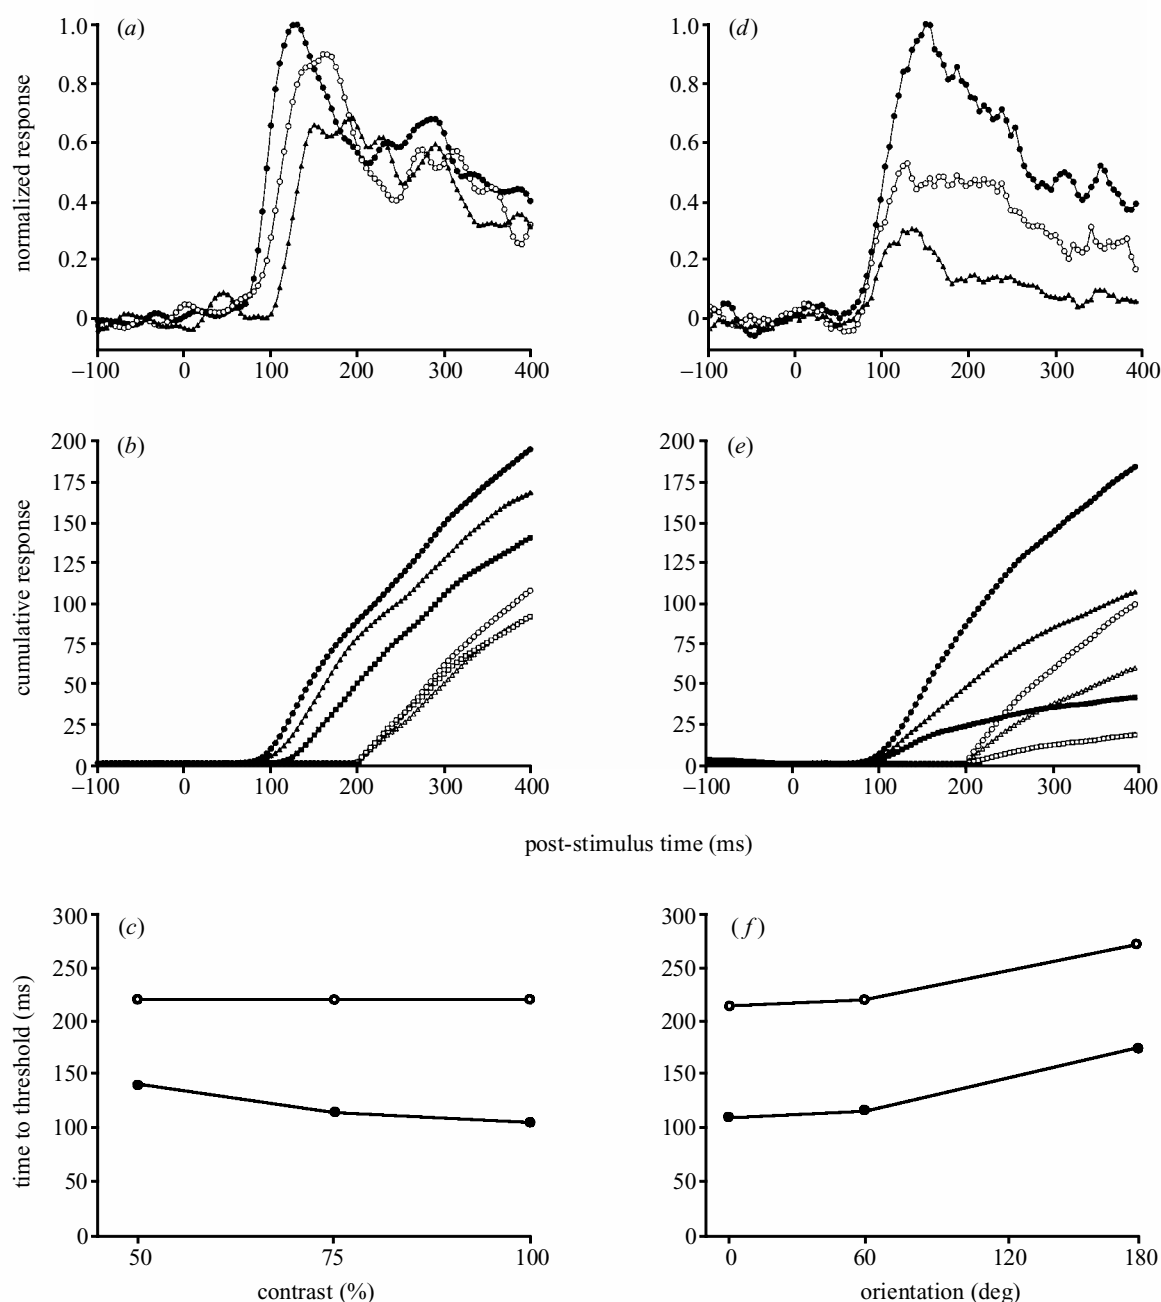 (a)
1.0
0.8
0.6
0.4
0.2
0
normalized response
−100 0 100 200 300 400
(d)
1.0
0.8
0.6
0.4
0.2
0
−100 0 100 200 300 400
(b)
200
175
150
125
100
75
50
25
0
cumulative response
−100 0 100 200 300 400
(e)
200
175
150
125
100
75
50
25
0
−100 0 100 200 300 400
post-stimulus time (ms)
(c)
300
250
200
150
100
50
0
time to threshold (ms)
50 75 100
contrast (%)
(f)
300
250
200
150
100
50
0
0 60 120 180
orientation (deg)